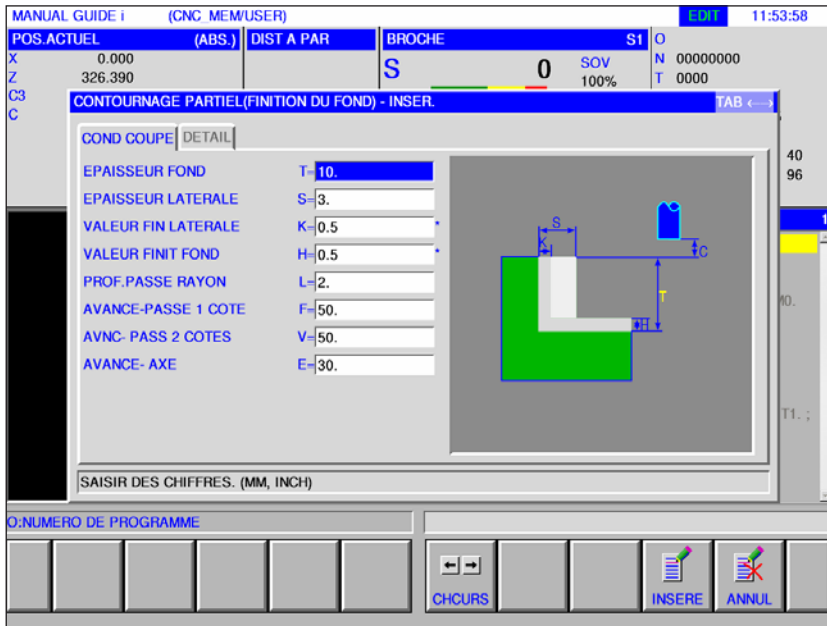 MANUAL GUIDE i (CNC_MEM/USER) EDIT 11:53:58
POS.ACTUEL (ABS.) DIST A PAR BROCHE S1 O
X 0.000 N 00000000
Z 326.390 S 0 SOV 100% T 0000
C3
C
CONTOURNAGE PARTIEL(FINITION DU FOND) - INSER. TAB ←→
COND COUPE DETAIL
EPAISSEUR FOND T=10.
EPAISSEUR LATERALE S=3.
VALEUR FIN LATERALE K=0.5 *
VALEUR FINIT FOND H=0.5 *
PROF.PASSE RAYON L=2.
AVANCE-PASSE 1 COTE F=50.
AVNC- PASS 2 COTES V=50.
AVANCE- AXE E=30.
S
K
C
T
H
40
96
1
M0.
T1. ;
SAISIR DES CHIFFRES. (MM, INCH)
O:NUMERO DE PROGRAMME
CHCURS INSERE ANNUL